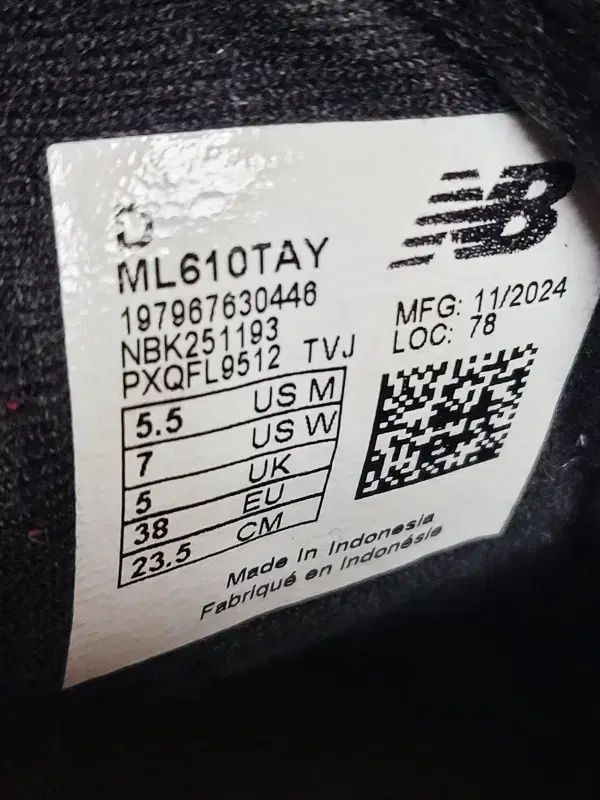 D
ML610TAY
197967630446
NBK251193
PXQFL9512 TVJ
5.5 US M
7 US W
5 UK
38 EU
23.5 CM
NB
MFG: 11/2024
LOC: 78
Made In Indonesia
Fabriqué en Indonésie